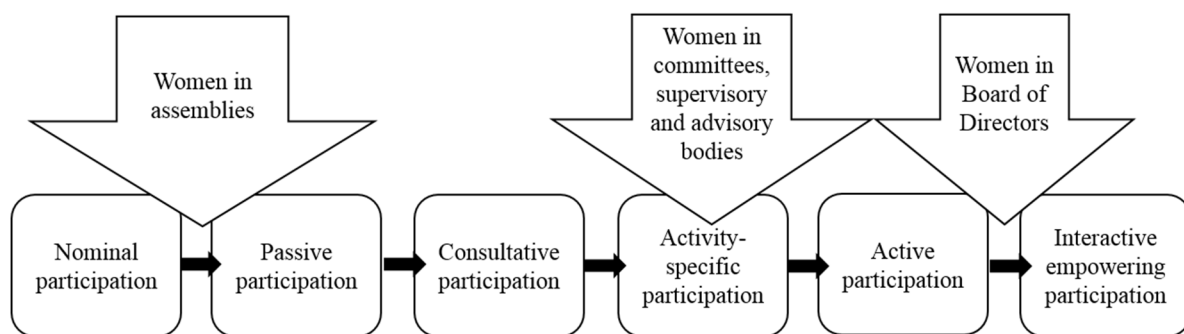 Women in
assemblies
Women in
committees,
supervisory
and advisory
bodies
Women in
Board of
Directors
Nominal
participation
Passive
participation
Consultative
participation
Activity-
specific
participation
Active
participation
Interactive
empowering
participation